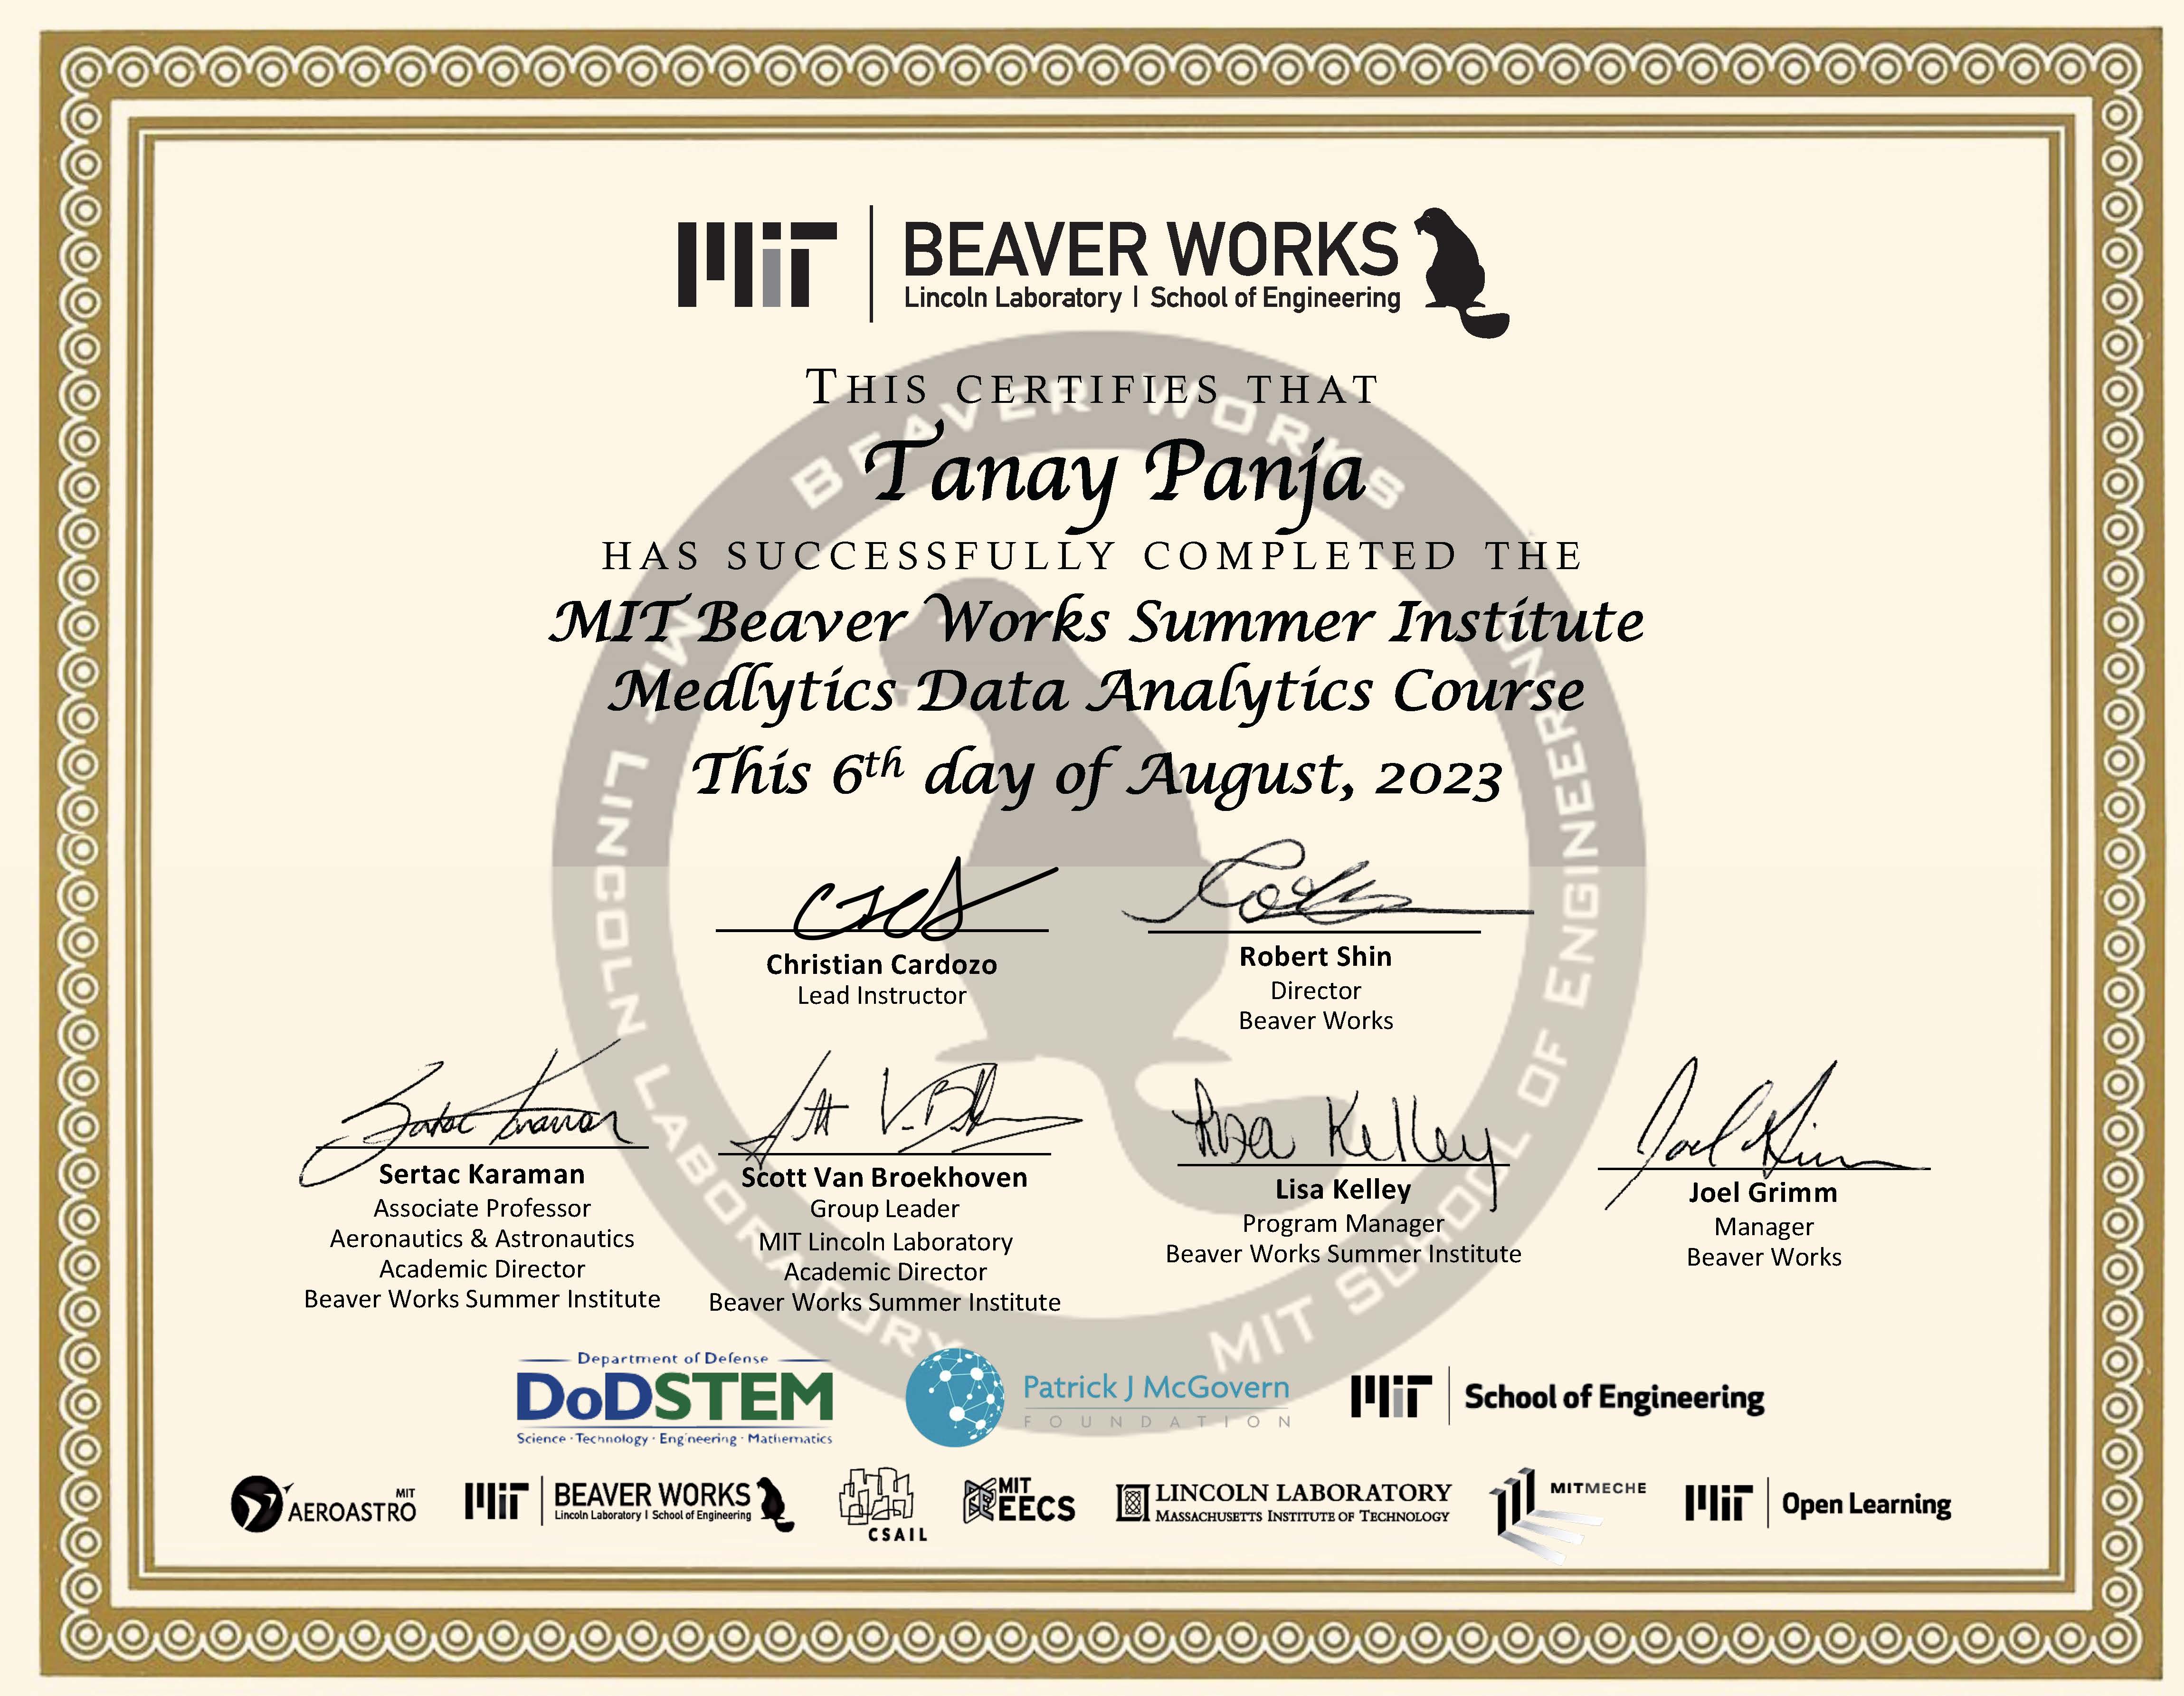 MIT BEAVER WORKS
Lincoln Laboratory | School of Engineering
THIS CERTIFIES THAT
Tanay Panja
HAS SUCCESSFULLY COMPLETED THE
MIT Beaver Works Summer Institute
Medlytics Data Analytics Course
This 6th day of August, 2023
BEAVER WORKS
MIT LINCOLN LABORATORY
MIT SCHOOL OF ENGINEERING
Christian Cardozo
Lead Instructor
Robert Shin
Director
Beaver Works
Sertac Karaman
Associate Professor
Aeronautics & Astronautics
Academic Director
Beaver Works Summer Institute
Scott Van Broekhoven
Group Leader
MIT Lincoln Laboratory
Academic Director
Beaver Works Summer Institute
Lisa Kelley
Lisa Kelley
Program Manager
Beaver Works Summer Institute
Joel Grimm
Manager
Beaver Works
Department of Defense
DoDSTEM
Science · Technology · Engineering · Mathematics
Patrick J McGovern
FOUNDATION
MIT School of Engineering
MIT
AEROASTRO
MIT BEAVER WORKS
Lincoln Laboratory | School of Engineering
CSAIL
MIT
EECS
LINCOLN LABORATORY
MASSACHUSETTS INSTITUTE OF TECHNOLOGY
MITMECHE
MIT Open Learning